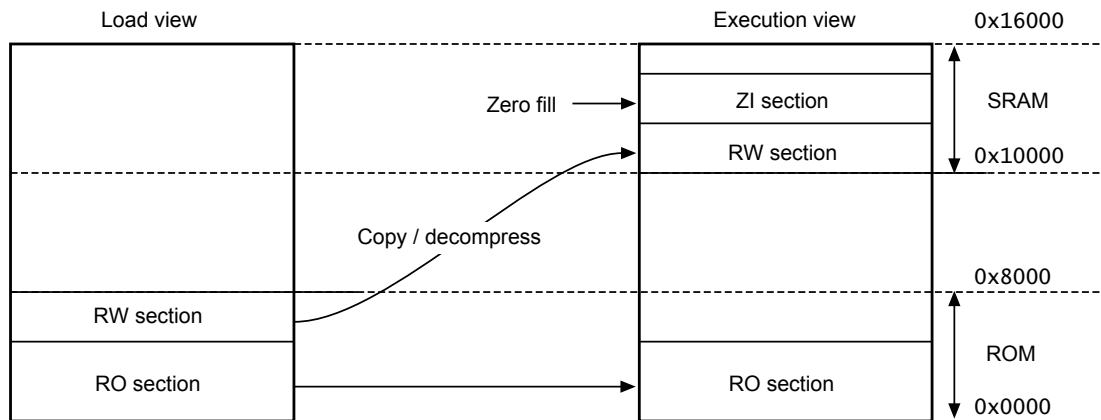 Load view
Execution view
0x16000
ZI section
SRAM
Zero fill
RW section
0x10000
Copy / decompress
0x8000
RW section
ROM
RO section
RO section
0x0000